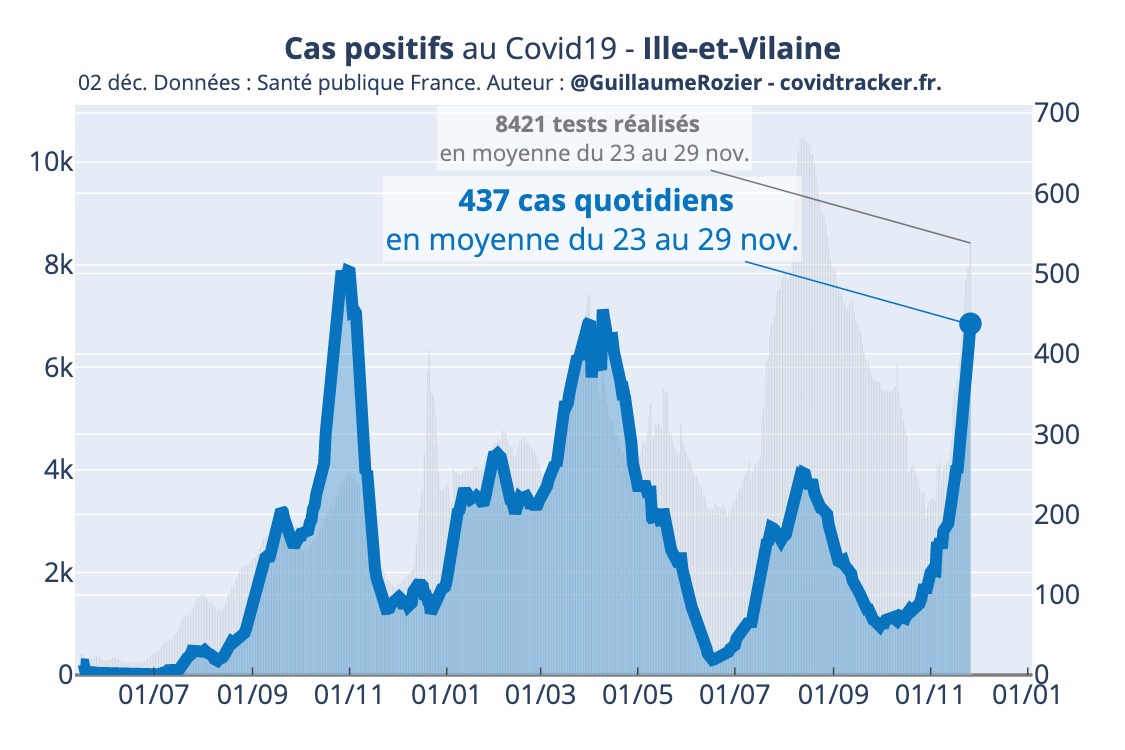 Cas positifs au Covid19 - Ille-et-Vilaine
02 déc. Données : Santé publique France. Auteur : @GuillaumeRozier - covidtracker.fr.
8421 tests réalisés
en moyenne du 23 au 29 nov.
437 cas quotidiens
en moyenne du 23 au 29 nov.
10k
8k
6k
4k
2k
0
700
600
500
400
300
200
100
0
01/07 01/09 01/11 01/01 01/03 01/05 01/07 01/09 01/11 01/01